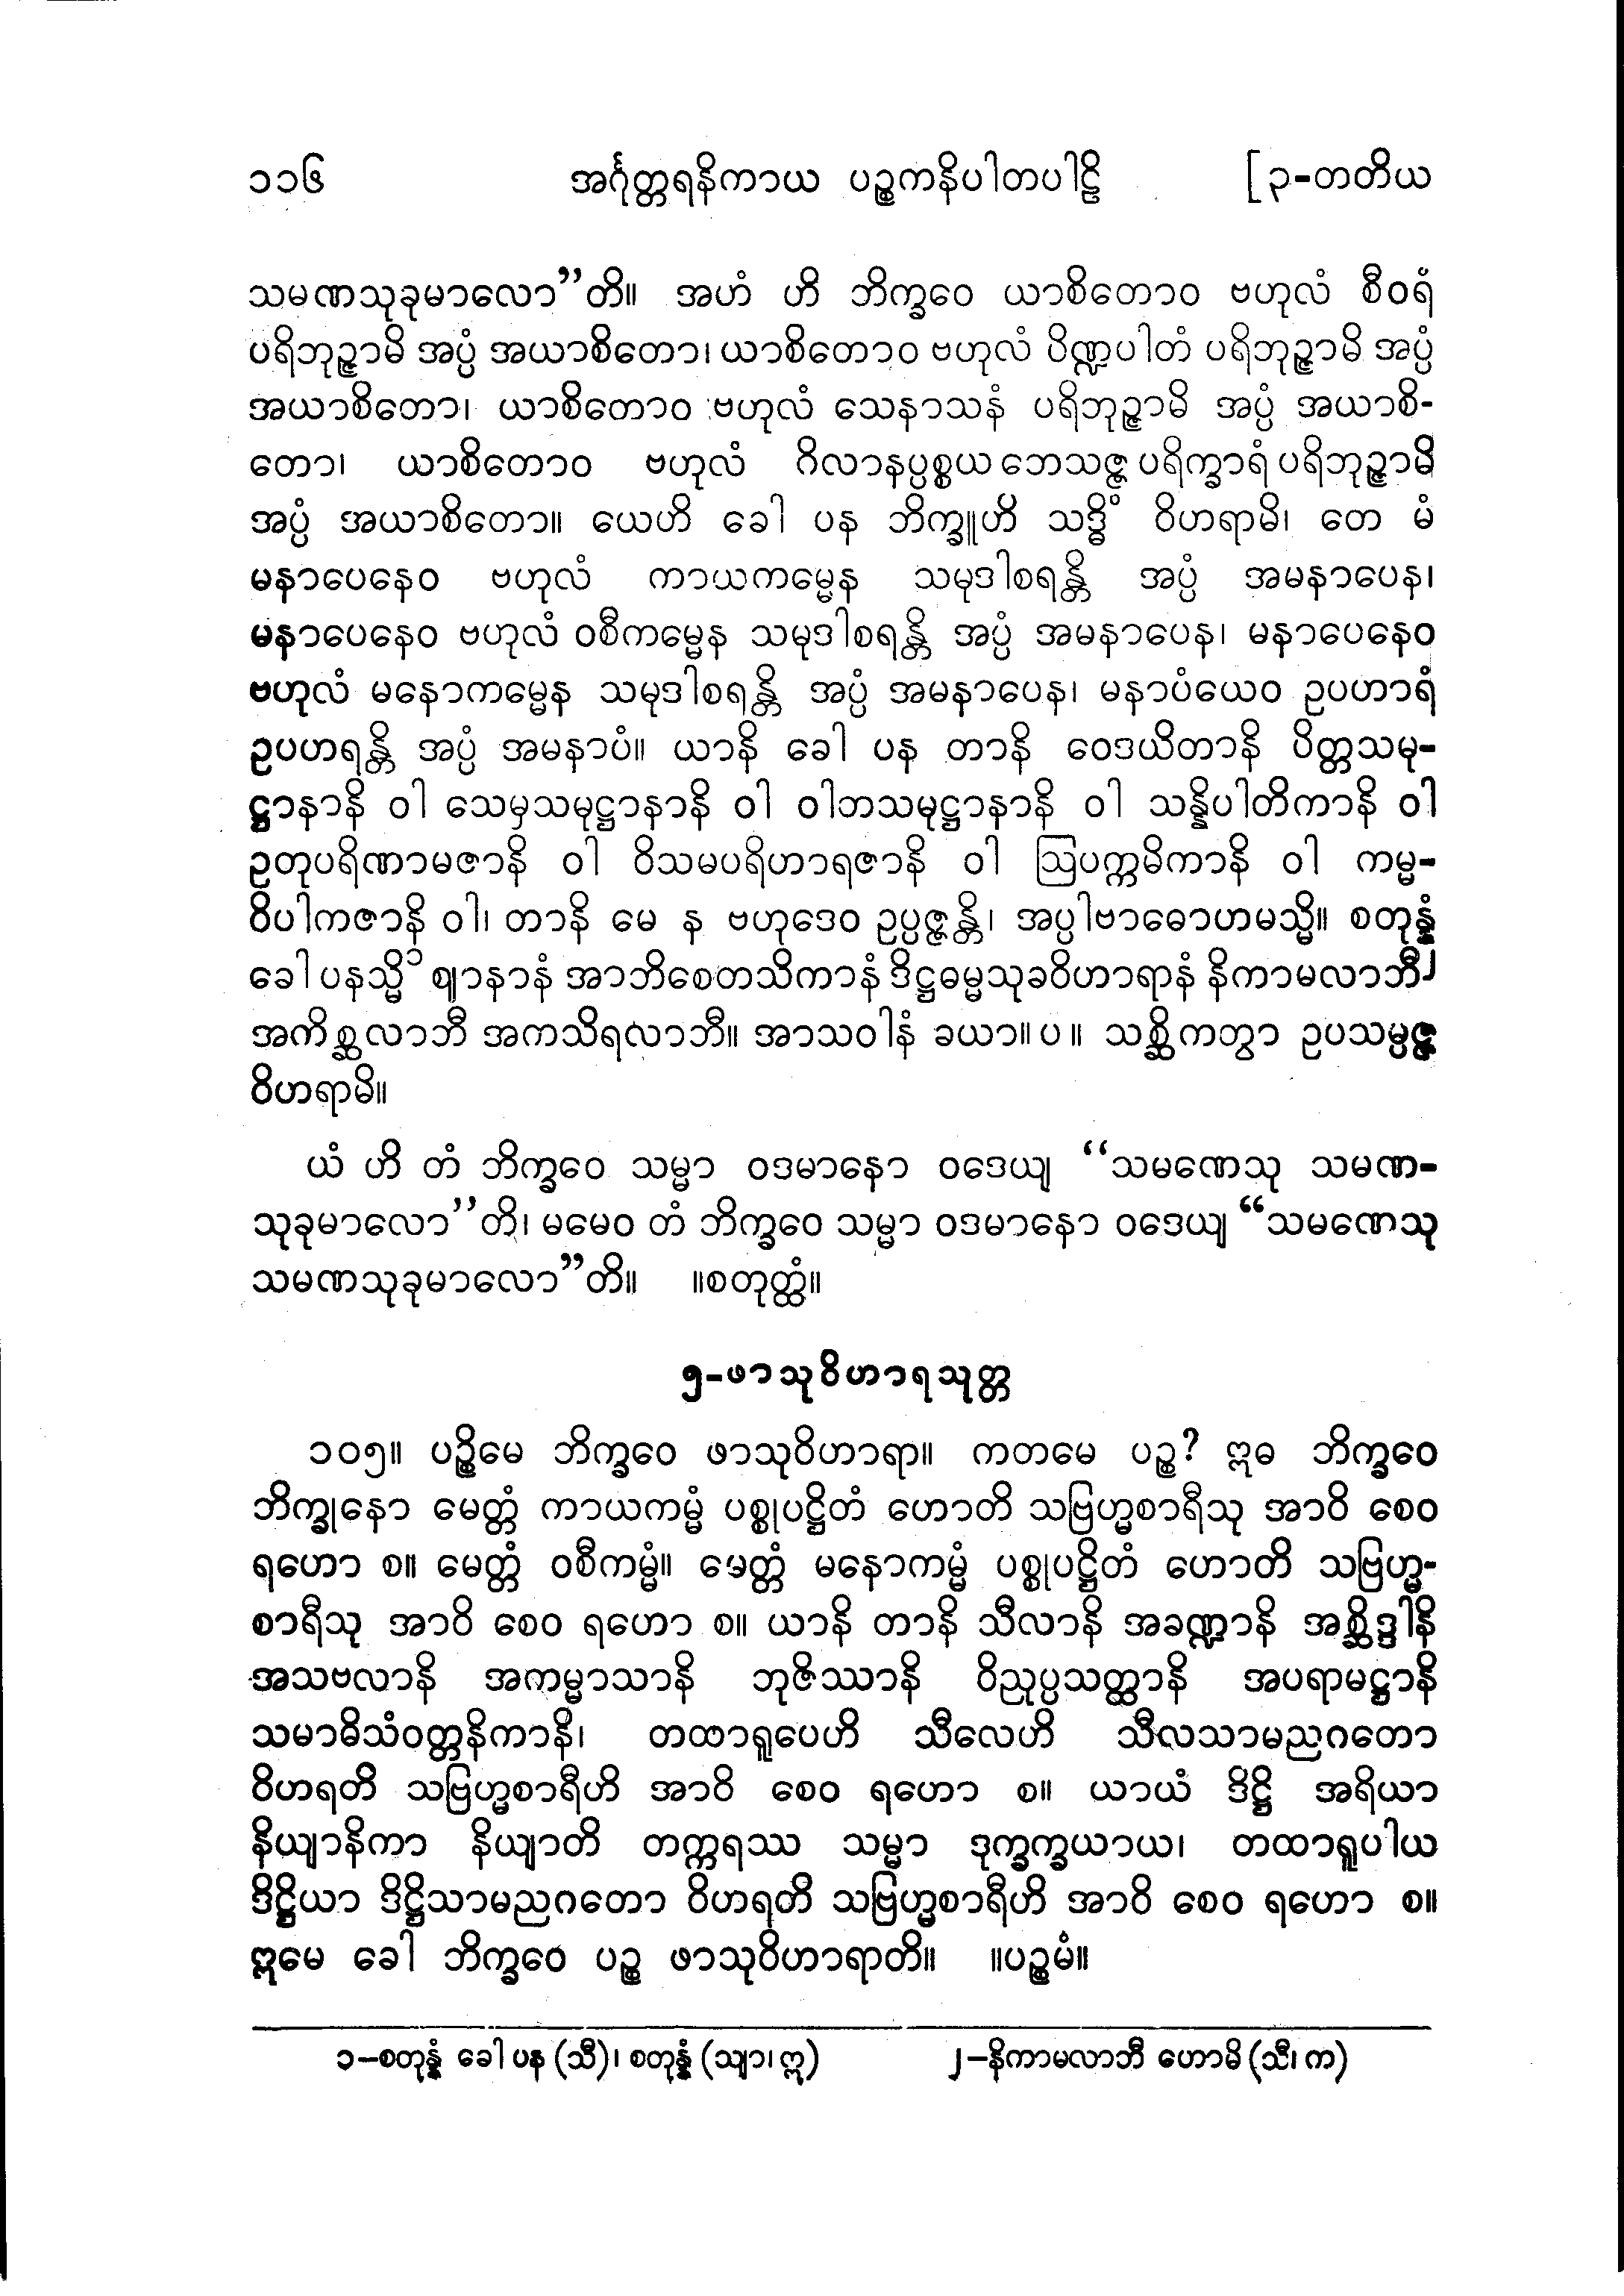 ၁၁၆ အင်္ဂုတ္တရနိကာယ ပဉ္စကနိပါတပါဠိ [၃-တတိယ
သမဏသုခုမာလော”တိ။ အဟံ ဟိ ဘိက္ခဝေ ယာစိတောဝ ဗဟုလံ စီဝရံ
ပရိဘုဉ္ဇာမိ အပ္ပံ အယာစိတော၊ ယာစိတောဝ ဗဟုလံ ပိဏ္ဍပါတံ ပရိဘုဉ္ဇာမိ အပ္ပံ
အယာစိတော၊ ယာစိတောဝ ဗဟုလံ သေနာသနံ ပရိဘုဉ္ဇာမိ အပ္ပံ အယာစိ-
တော၊ ယာစိတောဝ ဗဟုလံ ဂိလာနပ္ပစ္စယ ဘေသဇ္ဇ ပရိက္ခာရံ ပရိဘုဉ္ဇာမိ
အပ္ပံ အယာစိတော။ ယေဟိ ခေါ ပန ဘိက္ခူဟိ သဒ္ဓိံ ဝိဟရာမိ၊ တေ မံ
မနာပေနေဝ ဗဟုလံ ကာယကမ္မေန သမုဒါစရန္တိ အပ္ပံ အမနာပေန၊
မနာပေနေဝ ဗဟုလံ ဝစီကမ္မေန သမုဒါစရန္တိ အပ္ပံ အမနာပေန၊ မနာပေနေဝ
ဗဟုလံ မနောကမ္မေန သမုဒါစရန္တိ အပ္ပံ အမနာပေန၊ မနာပံယေဝ ဥပဟာရံ
ဥပဟရန္တိ အပ္ပံ အမနာပံ။ ယာနိ ခေါ ပန တာနိ ဝေဒယိတာနိ ပိတ္တသမု-
ဋ္ဌာနာနိ ဝါ သေမှသမုဋ္ဌာနာနိ ဝါ ဝါတသမုဋ္ဌာနာနိ ဝါ သန္နိပါတိကာနိ ဝါ
ဥတုပရိဏာမဇာနိ ဝါ ဝိသမပရိဟာရဇာနိ ဝါ ဩပက္ကမိကာနိ ဝါ ကမ္မ-
ဝိပါကဇာနိ ဝါ၊ တာနိ မေ န ဗဟုဒေဝ ဥပ္ပဇ္ဇန္တိ၊ အပ္ပါဗာဓောဟမသ္မိ။ စတုန္နံ
ခေါ ပနသ္မိ ၁ ဈာနာနံ အာဘိစေတသိကာနံ ဒိဋ္ဌဓမ္မသုခဝိဟာရာနံ နိကာမလာဘီ ၂
အကိစ္ဆလာဘီ အကသိရလာဘီ။ အာသဝါနံ ခယာ။ပ။ သစ္ဆိကတွာ ဥပသမ္ပဇ္ဇ
ဝိဟရာမိ။
ယံ ဟိ တံ ဘိက္ခဝေ သမ္မာ ဝဒမာနော ဝဒေယျ “သမဏေသု သမဏ-
သုခုမာလော”တိ၊ မမေဝ တံ ဘိက္ခဝေ သမ္မာ ဝဒမာနော ဝဒေယျ “သမဏေသု
သမဏသုခုမာလော”တိ။ ။စတုတ္ထံ။
၅-ဖာသုဝိဟာရသုတ္တ
၁၀၅။ ပဉ္စိမေ ဘိက္ခဝေ ဖာသုဝိဟာရာ။ ကတမေ ပဉ္စ? ဣဓ ဘိက္ခဝေ
ဘိက္ခုနော မေတ္တံ ကာယကမ္မံ ပစ္စုပဋ္ဌိတံ ဟောတိ သဗြဟ္မစာရီသု အာဝိ စေဝ
ရဟော စ။ မေတ္တံ ဝစီကမ္မံ။ မေတ္တံ မနောကမ္မံ ပစ္စုပဋ္ဌိတံ ဟောတိ သဗြဟ္မ-
စာရီသု အာဝိ စေဝ ရဟော စ။ ယာနိ တာနိ သီလာနိ အခဏ္ဍာနိ အစ္ဆိဒ္ဒါနိ
အသဗလာနိ အကမ္မာသာနိ ဘုဇိဿာနိ ဝိညုပ္ပသတ္ထာနိ အပရာမဋ္ဌာနိ
သမာဓိသံဝတ္တနိကာနိ၊ တထာရူပေဟိ သီလေဟိ သီလသာမညဂတော
ဝိဟရတိ သဗြဟ္မစာရီဟိ အာဝိ စေဝ ရဟော စ။ ယာယံ ဒိဋ္ဌိ အရိယာ
နိယျာနိကာ နိယျာတိ တက္ကရဿ သမ္မာ ဒုက္ခက္ခယာယ၊ တထာရူပါယ
ဒိဋ္ဌိယာ ဒိဋ္ဌိသာမညဂတော ဝိဟရတိ သဗြဟ္မစာရီဟိ အာဝိ စေဝ ရဟော စ။
ဣမေ ခေါ ဘိက္ခဝေ ပဉ္စ ဖာသုဝိဟာရာတိ။ ။ပဉ္စမံ။
၁–စတုန္နံ ခေါ ပန (သီ)၊ စတုန္နံ (သျာ၊ ဣ) ၂–နိကာမလာဘီ ဟောမိ (သီ၊ က)